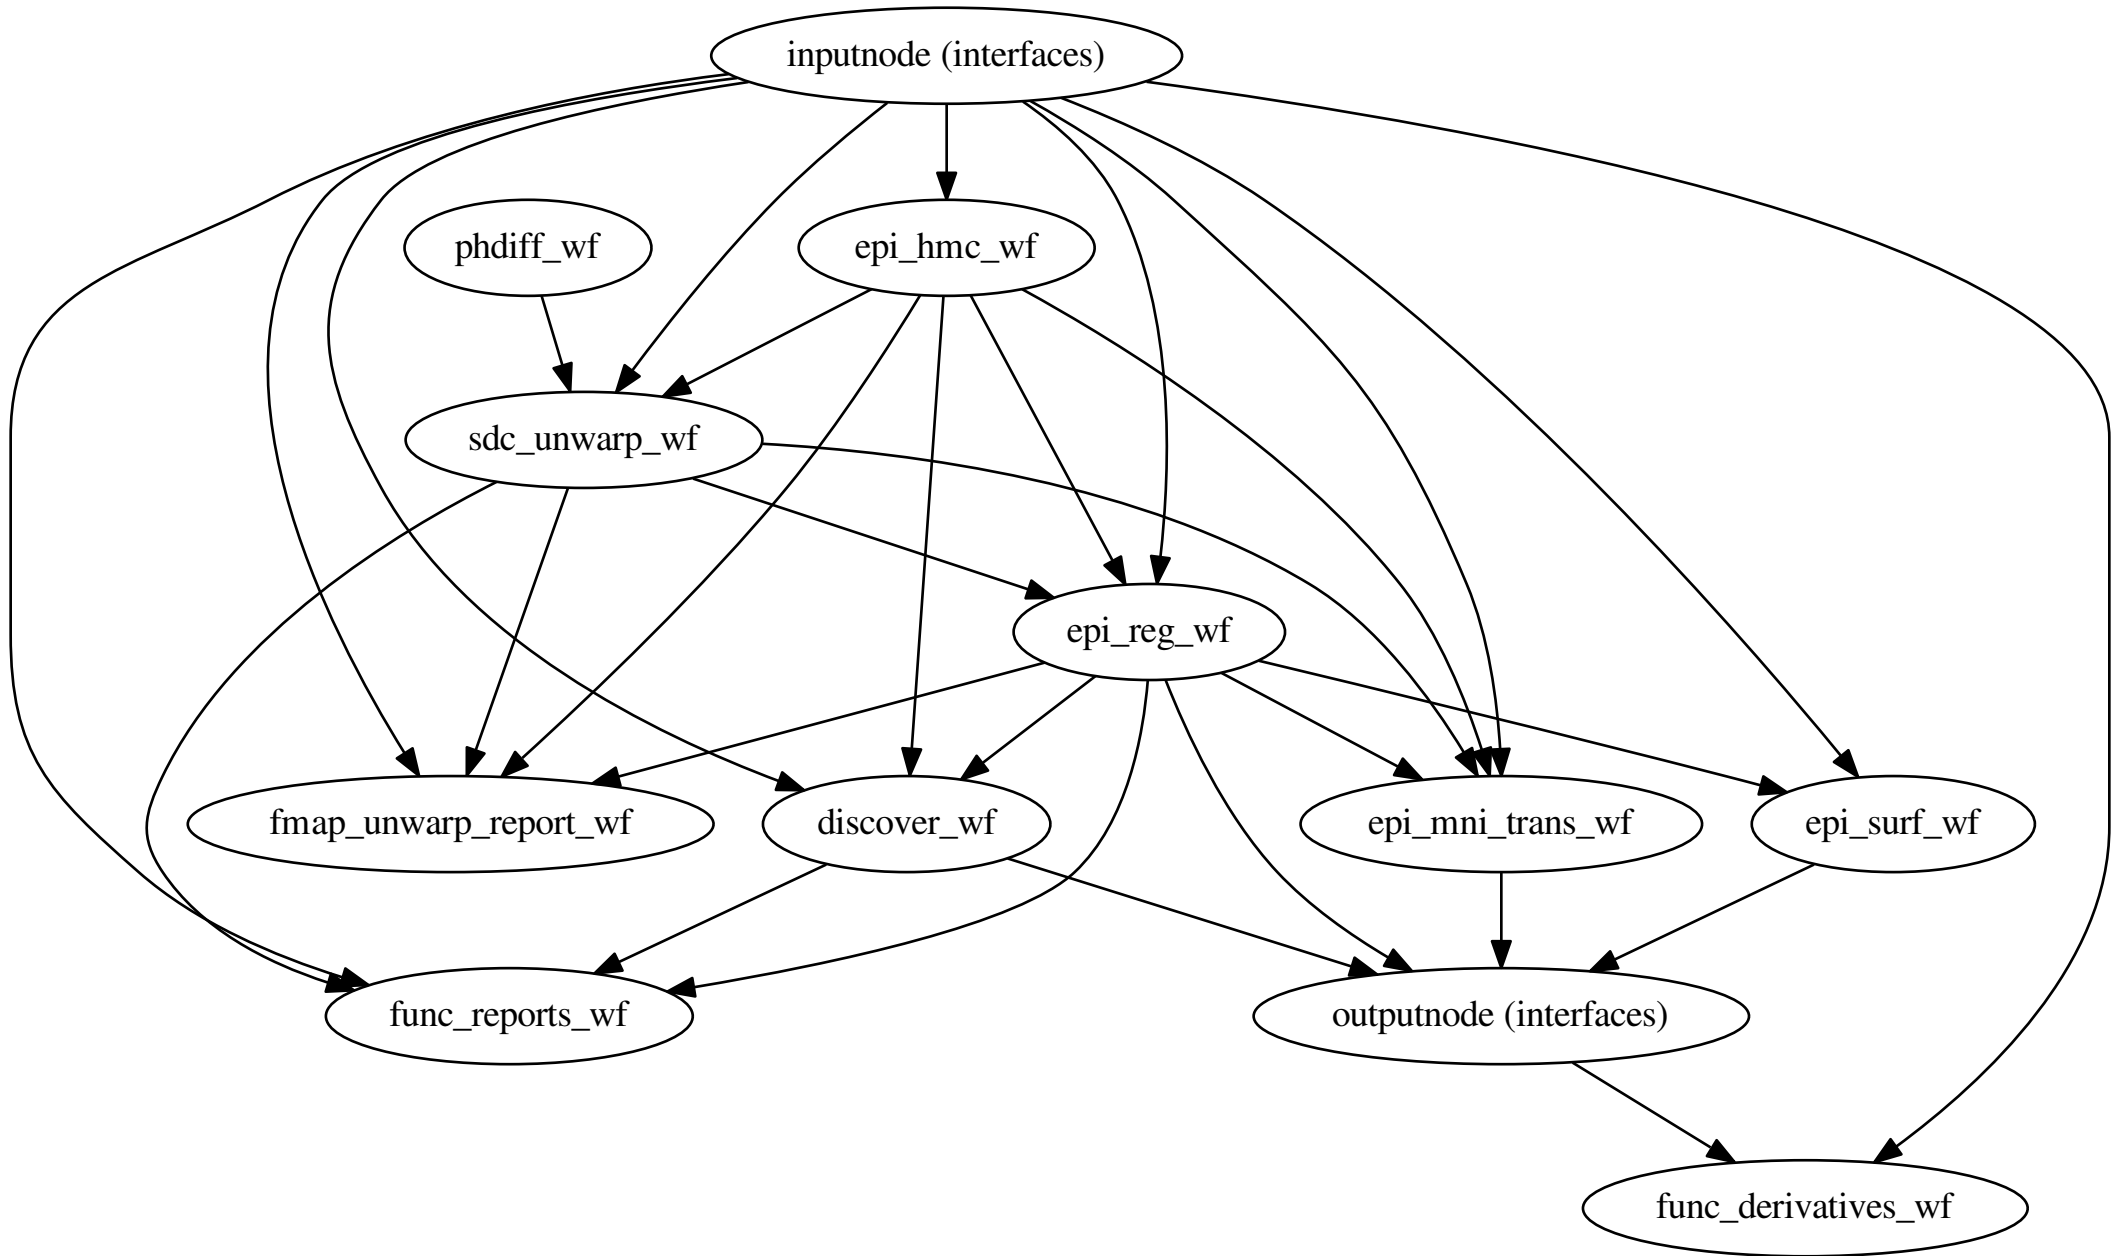 inputnode (interfaces)
phdiff_wf
epi_hmc_wf
sdc_unwarp_wf
epi_reg_wf
fmap_unwarp_report_wf
discover_wf
epi_mni_trans_wf
epi_surf_wf
func_reports_wf
outputnode (interfaces)
func_derivatives_wf